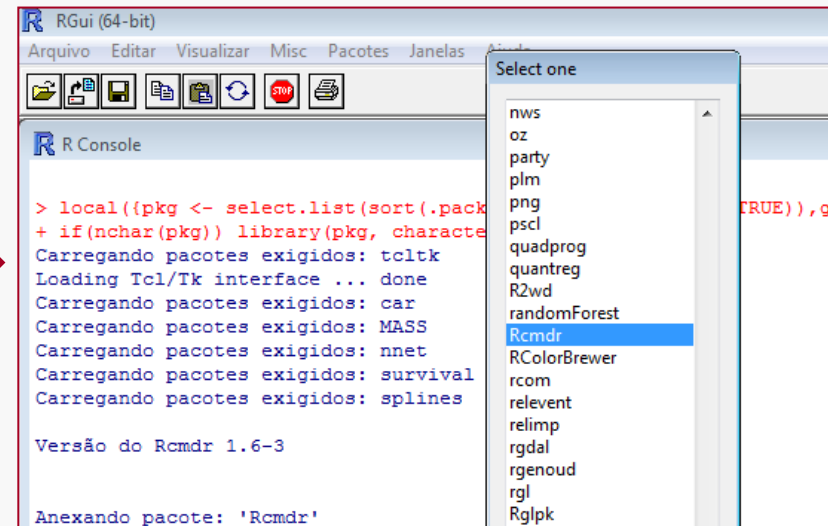 RGui (64-bit)
Arquivo Editar Visualizar Misc Pacotes Janelas
STOP
R Console
> local({pkg <- select.list(sort(.pack
TRUE)),g
+ if(nchar(pkg)) library(pkg, characte
Carregando pacotes exigidos: tcltk
Loading Tcl/Tk interface ... done
Carregando pacotes exigidos: car
Carregando pacotes exigidos: MASS
Carregando pacotes exigidos: nnet
Carregando pacotes exigidos: survival
Carregando pacotes exigidos: splines
Versão do Rcmdr 1.6-3
Anexando pacote: 'Rcmdr'
Select one
nws
oz
party
plm
png
pscl
quadprog
quantreg
R2wd
randomForest
Rcmdr
RColorBrewer
rcom
relevent
relimp
rgdal
rgenoud
rgl
Rglpk